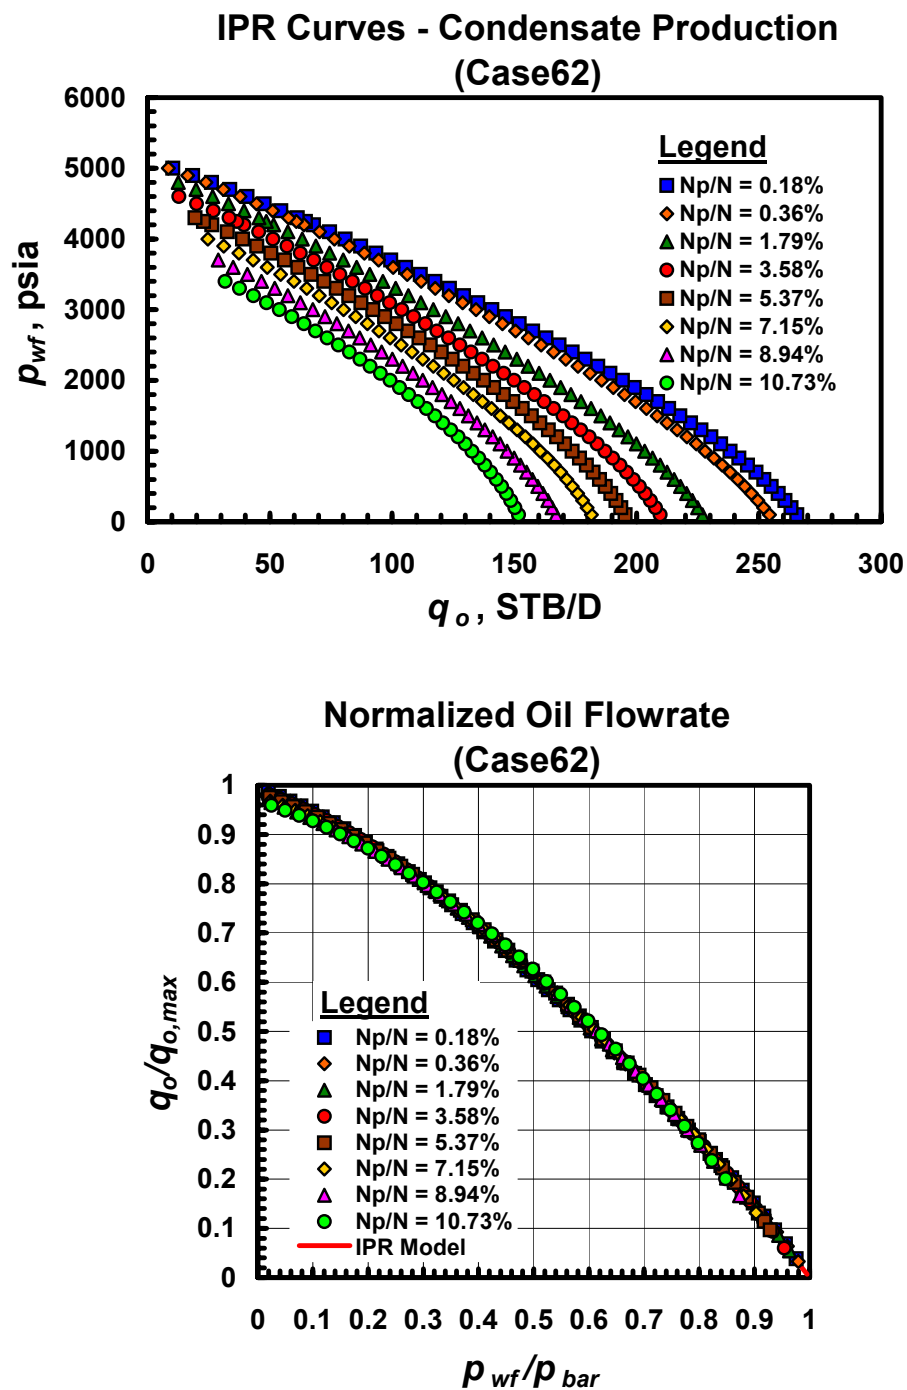 IPR Curves - Condensate Production
(Case62)
6000
5000
4000
3000
2000
1000
0
p wf , psia
Legend
Np/N = 0.18%
Np/N = 0.36%
Np/N = 1.79%
Np/N = 3.58%
Np/N = 5.37%
Np/N = 7.15%
Np/N = 8.94%
Np/N = 10.73%
0 50 100 150 200 250 300
q o , STB/D
Normalized Oil Flowrate
(Case62)
1
0.9
0.8
0.7
0.6
0.5
0.4
0.3
0.2
0.1
0
qo/qo,max
Legend
Np/N = 0.18%
Np/N = 0.36%
Np/N = 1.79%
Np/N = 3.58%
Np/N = 5.37%
Np/N = 7.15%
Np/N = 8.94%
Np/N = 10.73%
IPR Model
0 0.1 0.2 0.3 0.4 0.5 0.6 0.7 0.8 0.9 1
p wf /p bar